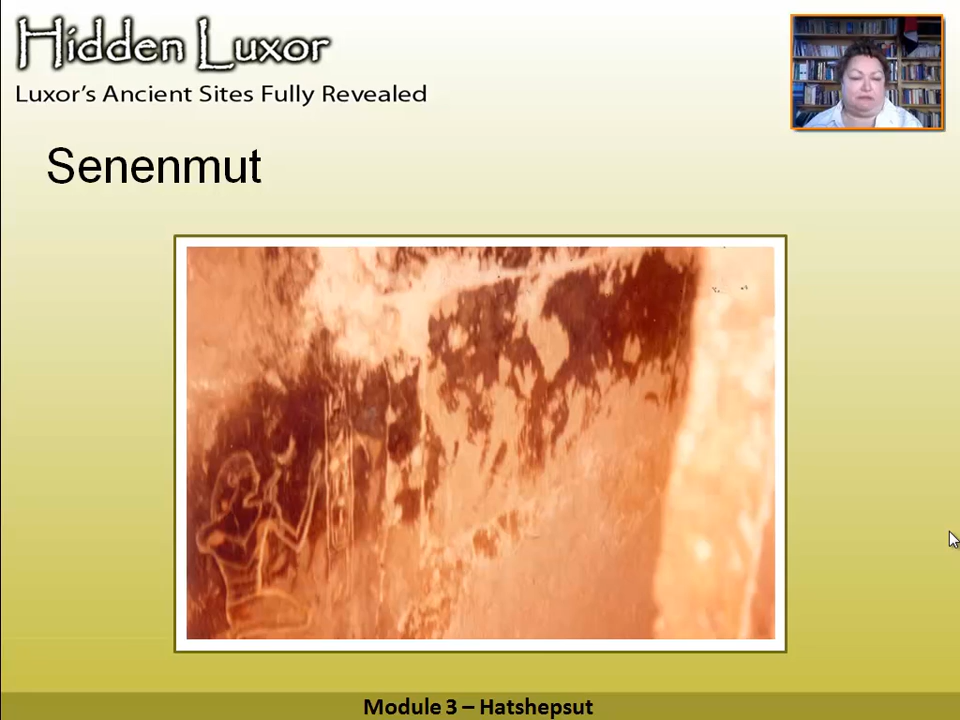 Hidden Luxor
Luxor's Ancient Sites Fully Revealed
Senenmut
Module 3 – Hatshepsut